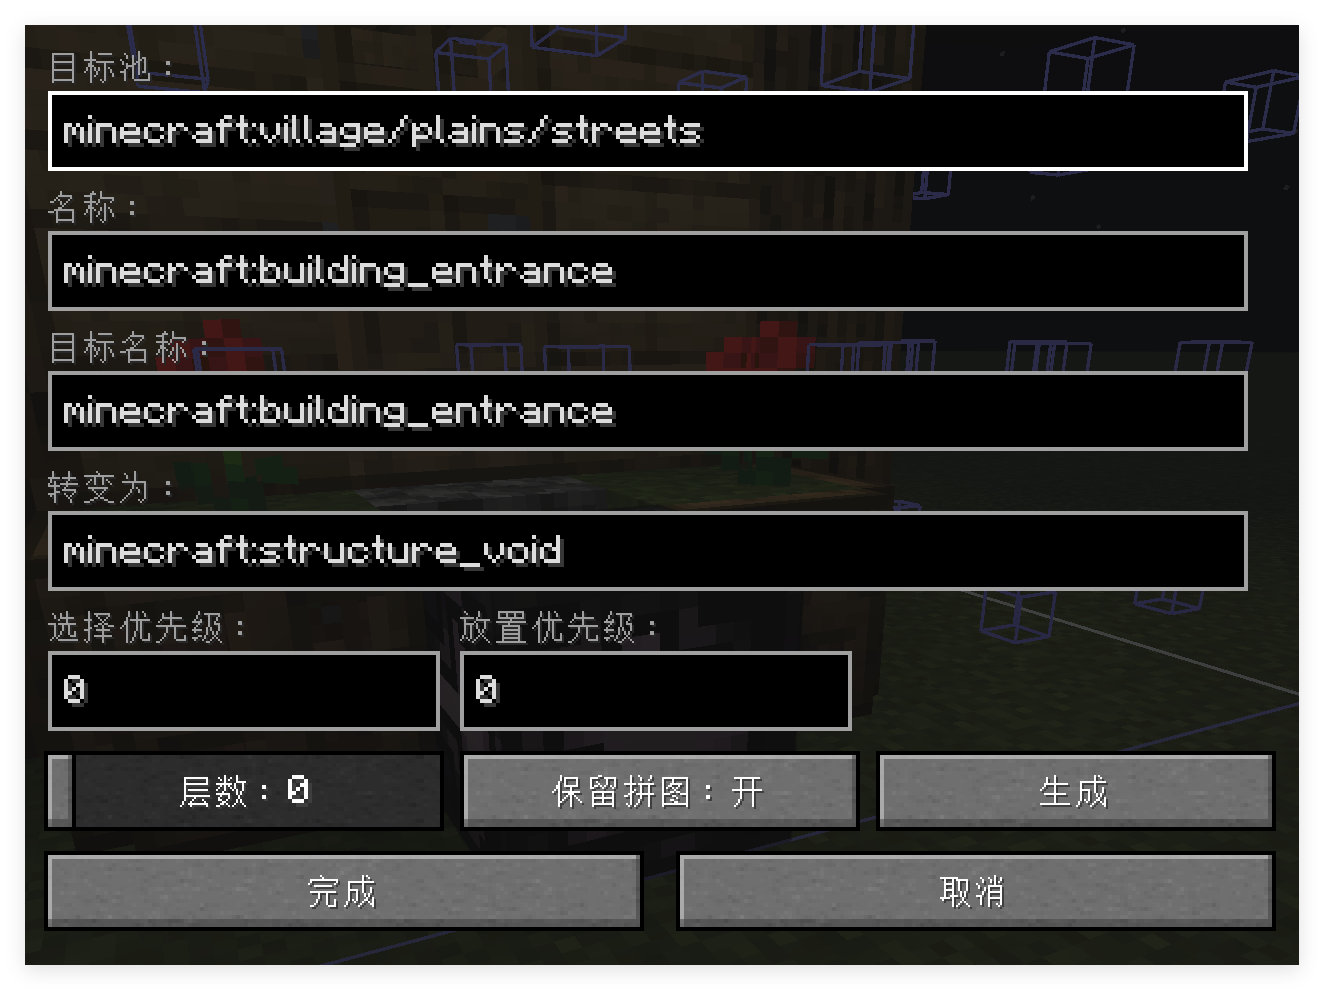 目标池：
minecraft:village/plains/streets
名称：
minecraft:building_entrance
目标名称：
minecraft:building_entrance
转变为：
minecraft:structure_void
选择优先级： 放置优先级：
0 0
层数：0 保留拼图：开 生成
完成 取消